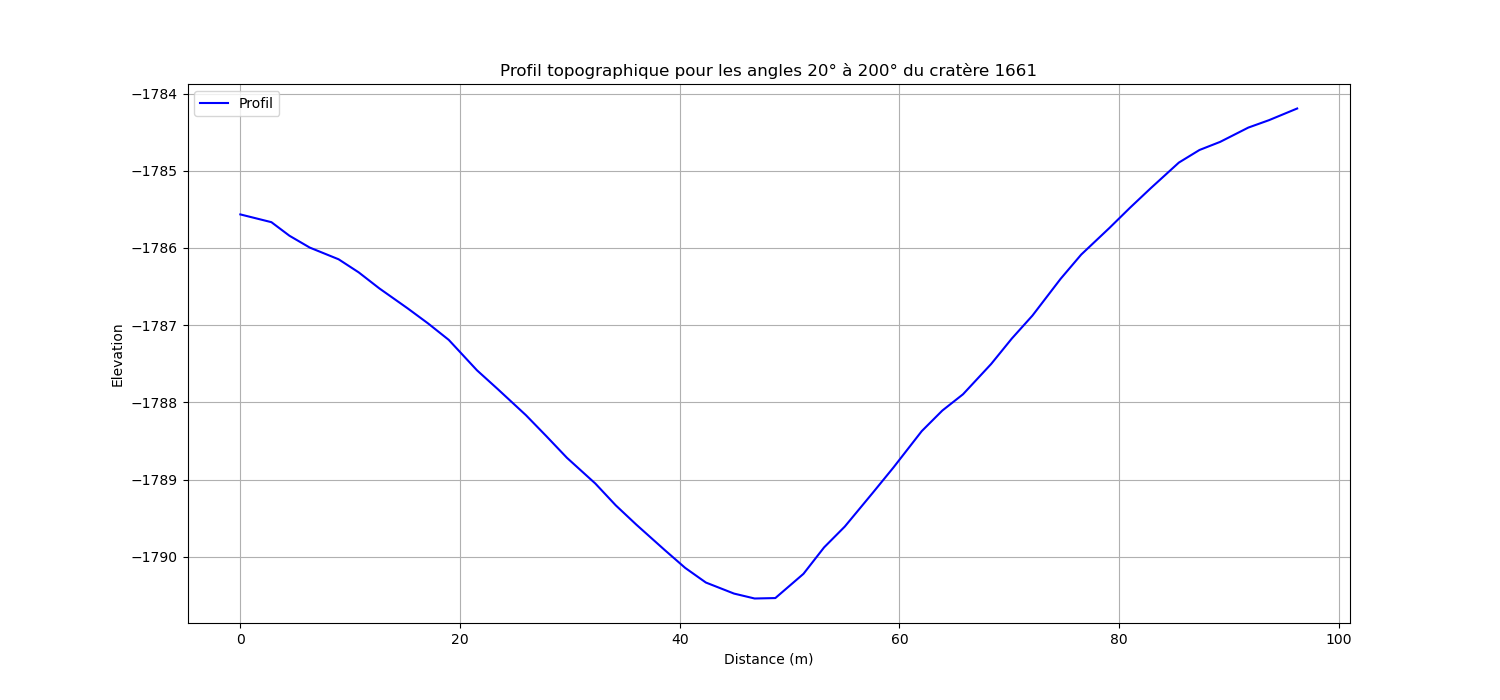 Profil topographique pour les angles 20° à 200° du cratère 1661
Profil
Elevation
−1784
−1785
−1786
−1787
−1788
−1789
−1790
0 20 40 60 80 100
Distance (m)